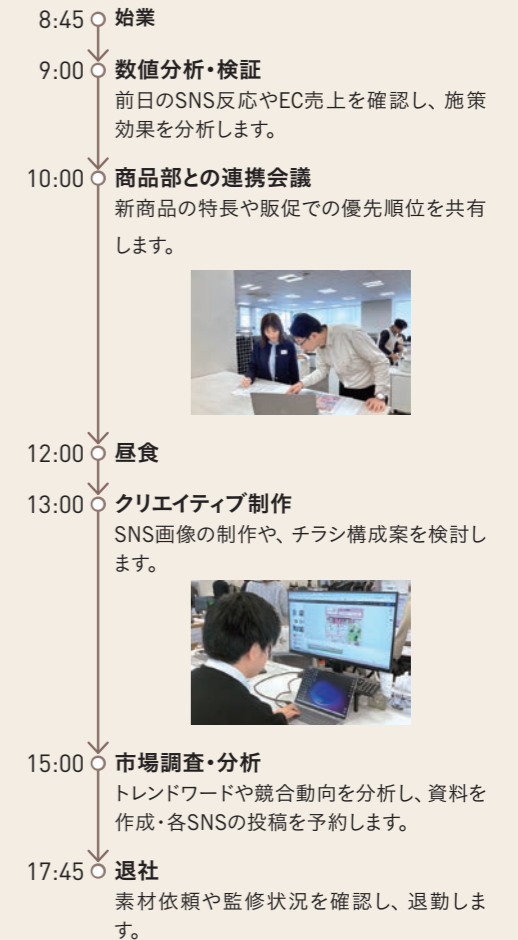 8:45 始業
9:00 数値分析・検証
前日のSNS反応やEC売上を確認し、施策
効果を分析します。
10:00 商品部との連携会議
新商品の特長や販促での優先順位を共有
します。
12:00 昼食
13:00 クリエイティブ制作
SNS画像の制作や、チラシ構成案を検討し
ます。
15:00 市場調査・分析
トレンドワードや競合動向を分析し、資料を
作成・各SNSの投稿を予約します。
17:45 退社
素材依頼や監修状況を確認し、退勤しま
す。